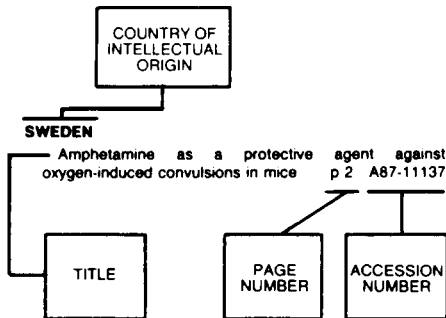 COUNTRY OF
INTELLECTUAL
ORIGIN
SWEDEN
Amphetamine as a protective agent against
oxygen-induced convulsions in mice p 2 A87-11137
TITLE
PAGE
NUMBER
ACCESSION
NUMBER